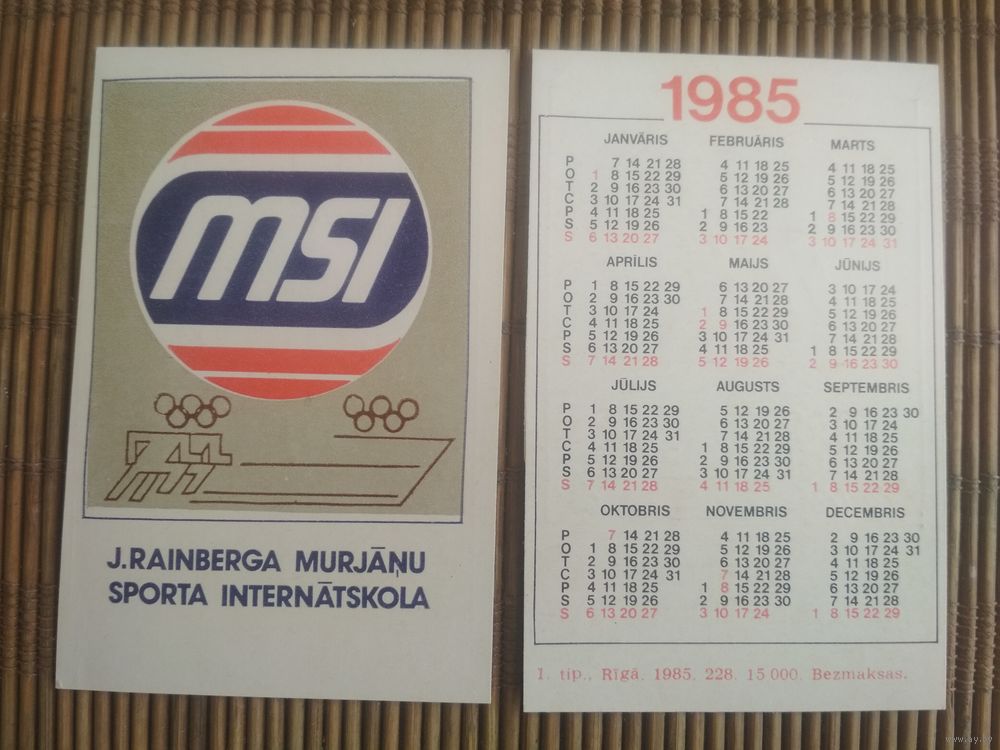 MSI
J.RAINBERGA MURJĀŅU
SPORTA INTERNĀTSKOLA
1985
JANVĀRIS FEBRUĀRIS MARTS
P 7 14 21 28 4 11 18 25 4 11 18 25
O 1 8 15 22 29 5 12 19 26 5 12 19 26
T 2 9 16 23 30 6 13 20 27 6 13 20 27
C 3 10 17 24 31 7 14 21 28 7 14 21 28
P 4 11 18 25 1 8 15 22 1 8 15 22 29
S 5 12 19 26 2 9 16 23 2 9 16 23 30
S 6 13 20 27 3 10 17 24 3 10 17 24 31
APRĪLIS MAIJS JŪNIJS
P 1 8 15 22 29 6 13 20 27 3 10 17 24
O 2 9 16 23 30 7 14 21 28 4 11 18 25
T 3 10 17 24 1 8 15 22 29 5 12 19 26
C 4 11 18 25 2 9 16 23 30 6 13 20 27
P 5 12 19 26 3 10 17 24 31 7 14 21 28
S 6 13 20 27 4 11 18 25 1 8 15 22 29
S 7 14 21 28 5 12 19 26 2 9 16 23 30
JŪLIJS AUGUSTS SEPTEMBRIS
P 1 8 15 22 29 5 12 19 26 2 9 16 23 30
O 2 9 16 23 30 6 13 20 27 3 10 17 24
T 3 10 17 24 31 7 14 21 28 4 11 18 25
C 4 11 18 25 1 8 15 22 29 5 12 19 26
P 5 12 19 26 2 9 16 23 30 6 13 20 27
S 6 13 20 27 3 10 17 24 31 7 14 21 28
S 7 14 21 28 4 11 18 25 1 8 15 22 29
OKTOBRIS NOVEMBRIS DECEMBRIS
P 7 14 21 28 4 11 18 25 2 9 16 23 30
O 1 8 15 22 29 5 12 19 26 3 10 17 24 31
T 2 9 16 23 30 6 13 20 27 4 11 18 25
C 3 10 17 24 31 7 14 21 28 5 12 19 26
P 4 11 18 25 1 8 15 22 29 6 13 20 27
S 5 12 19 26 2 9 16 23 30 7 14 21 28
S 6 13 20 27 3 10 17 24 1 8 15 22 29
1. tip., Rīgā. 1985. 228. 15 000. Bezmaksas.